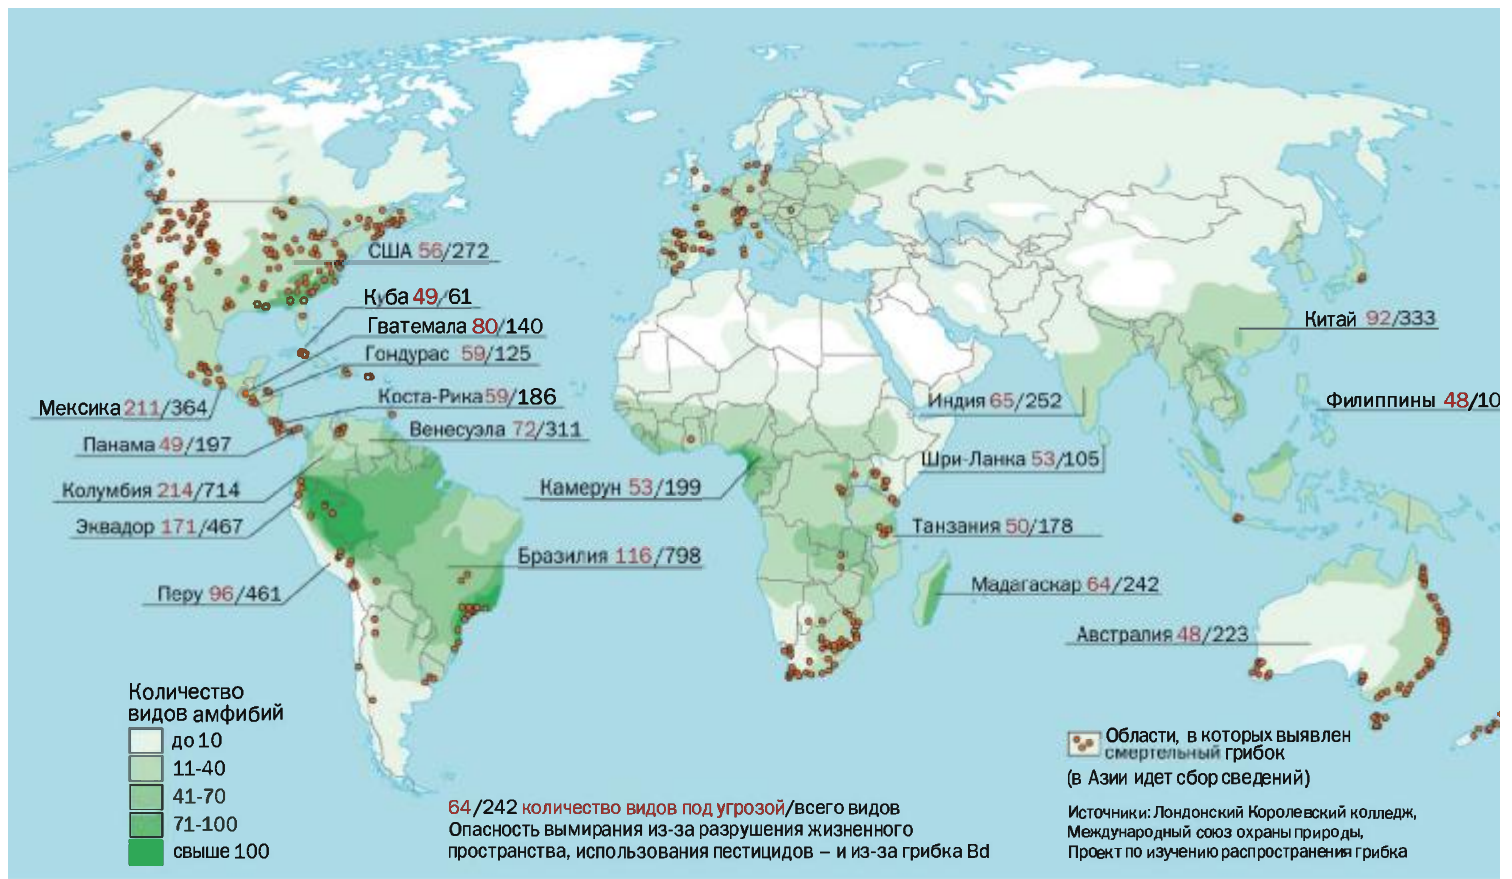 США 56/272
Куба 49/61
Гватемала 80/140
Гондурас 59/125
Коста-Рика 59/186
Мексика 211/364
Венесуэла 72/311
Панама 49/197
Колумбия 214/714
Эквадор 171/467
Перу 96/461
Бразилия 116/798
Камерун 53/199
Китай 92/333
Индия 65/252
Филиппины 48/10
Шри-Ланка 53/105
Танзания 50/178
Мадагаскар 64/242
Австралия 48/223
Количество
видов амфибий
до 10
11-40
41-70
71-100
свыше 100
64/242 количество видов под угрозой/всего видов
Опасность вымирания из-за разрушения жизненного
пространства, использования пестицидов – и из-за грибка Bd
Области, в которых выявлен
смертельный грибок
(в Азии идет сбор сведений)
Источники: Лондонский Королевский колледж,
Международный союз охраны природы,
Проект по изучению распространения грибка